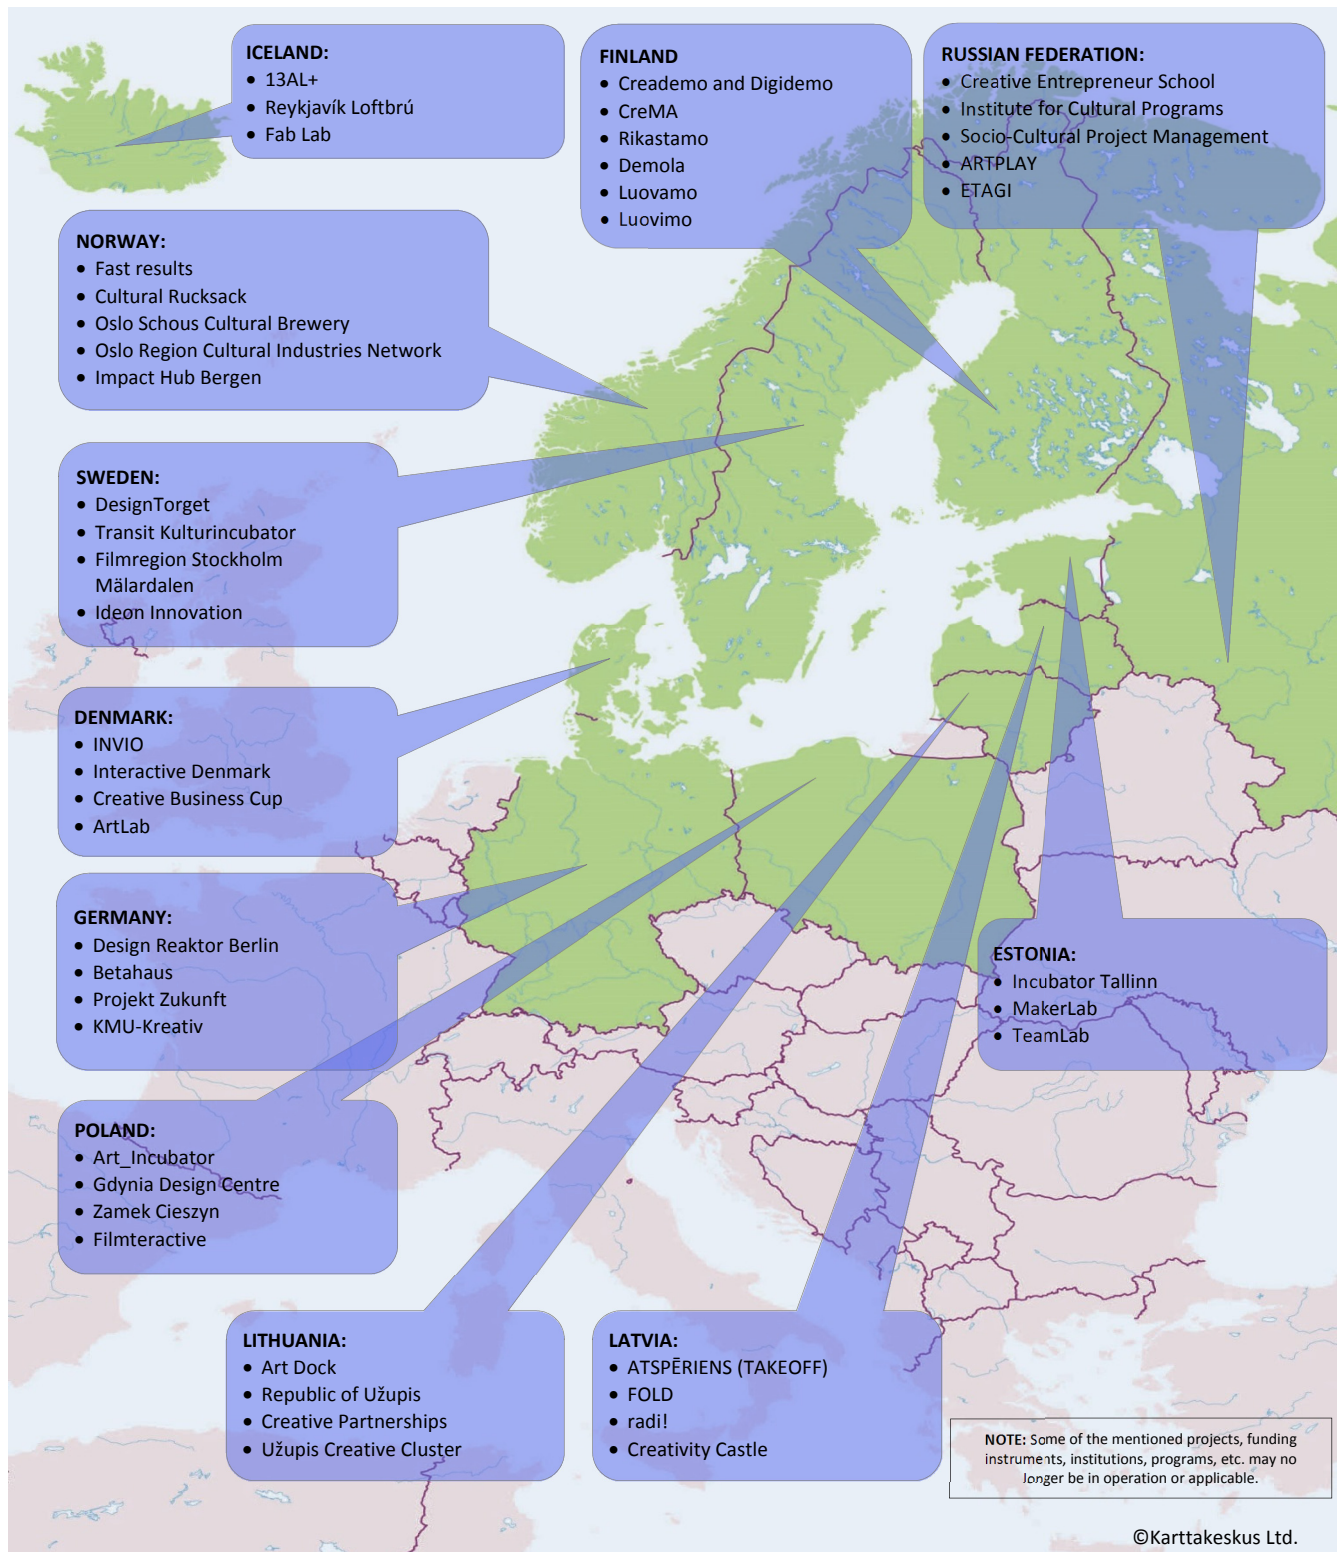 ICELAND:
• 13AL+
• Reykjavík Loftbrú
• Fab Lab
FINLAND
• Creademo and Digidemo
• CreMA
• Rikastamo
• Demola
• Luovamo
• Luovimo
RUSSIAN FEDERATION:
• Creative Entrepreneur School
• Institute for Cultural Programs
• Socio-Cultural Project Management
• ARTPLAY
• ETAGI
NORWAY:
• Fast results
• Cultural Rucksack
• Oslo Schous Cultural Brewery
• Oslo Region Cultural Industries Network
• Impact Hub Bergen
SWEDEN:
• DesignTorget
• Transit Kulturincubator
• Filmregion Stockholm
Mälardalen
• Ideøn Innovation
DENMARK:
• INVIO
• Interactive Denmark
• Creative Business Cup
• ArtLab
GERMANY:
• Design Reaktor Berlin
• Betahaus
• Projekt Zukunft
• KMU-Kreativ
ESTONIA:
• Incubator Tallinn
• MakerLab
• TeamLab
POLAND:
• Art_Incubator
• Gdynia Design Centre
• Zamek Cieszyn
• Filmteractive
LITHUANIA:
• Art Dock
• Republic of Užupis
• Creative Partnerships
• Užupis Creative Cluster
LATVIA:
• ATSPĒRIENS (TAKEOFF)
• FOLD
• radi!
• Creativity Castle
NOTE: Some of the mentioned projects, funding
instruments, institutions, programs, etc. may no
longer be in operation or applicable.
©Karttakeskus Ltd.